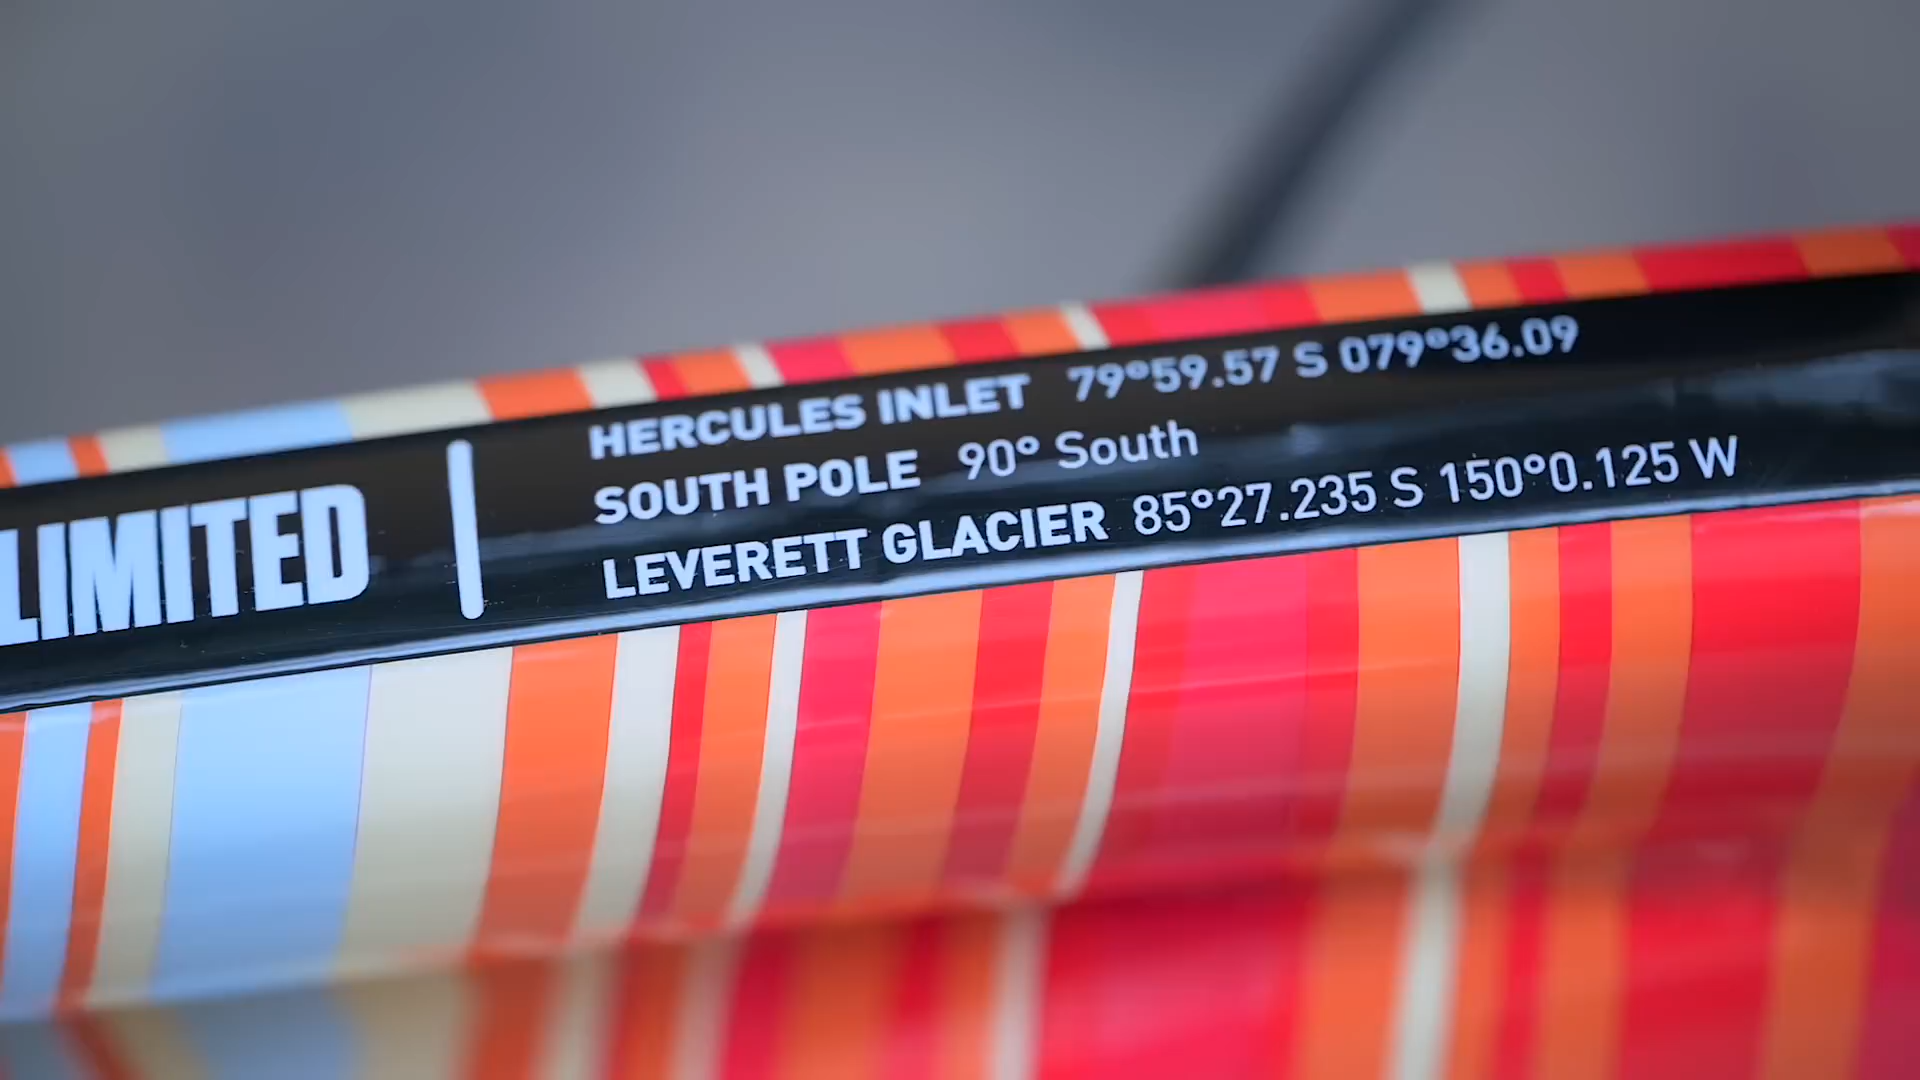 LIMITED
HERCULES INLET 79°59.57 S 079°36.09
SOUTH POLE 90° South
LEVERETT GLACIER 85°27.235 S 150°0.125 W